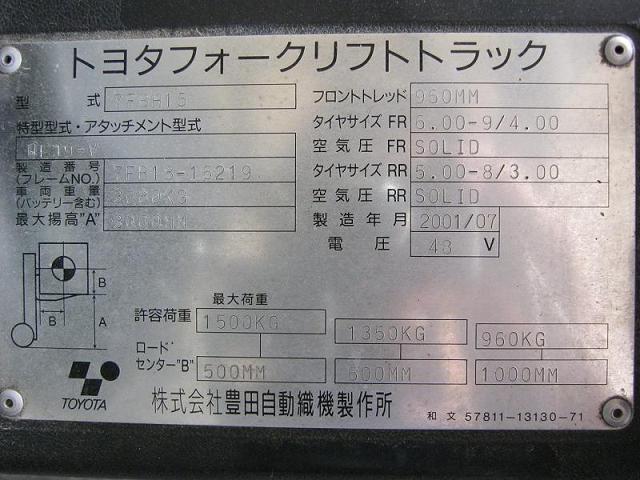 トヨタフォークリフトトラック
型 式 7FBH15
特型型式・アタッチメント型式
製造番号 (フレームNO.) 7FB18-15219
車両重量 (バッテリー含む)
最大揚高"A" 3000MM
フロントトレッド 960MM
タイヤサイズ FR 6.00-9/4.00
空気圧 FR SOLID
タイヤサイズ RR 5.00-8/3.00
空気圧 RR SOLID
製造年月 2001/07
電圧 48 V
B
B
A
最大荷重
許容荷重 1500KG 1350KG 960KG
ロード
センター"B" 500MM 600MM 1000MM
TOYOTA
株式会社豊田自動織機製作所
和文 57811-13130-71